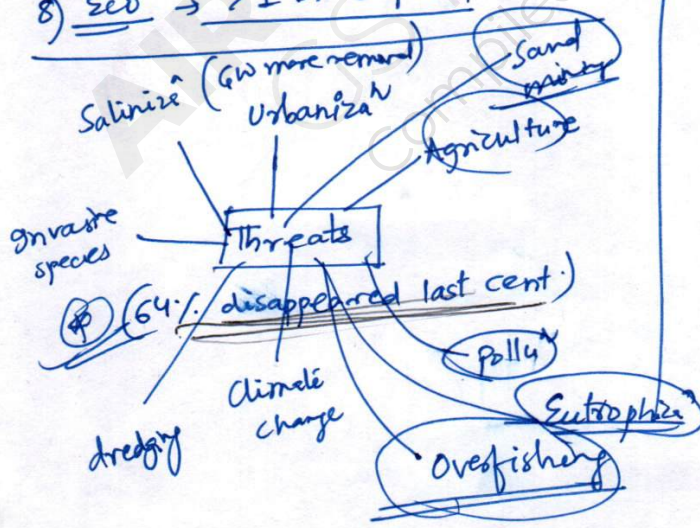 8) Eco →
Salinizaⁿ (GW more removal)
Urbanizaⁿ
Sand
mining
Agriculture
Invasive
species
Threats
(64% disappeared last cent.)
Polluⁿ
Climate
change
Eutrophizaⁿ
dredging
Overfishing